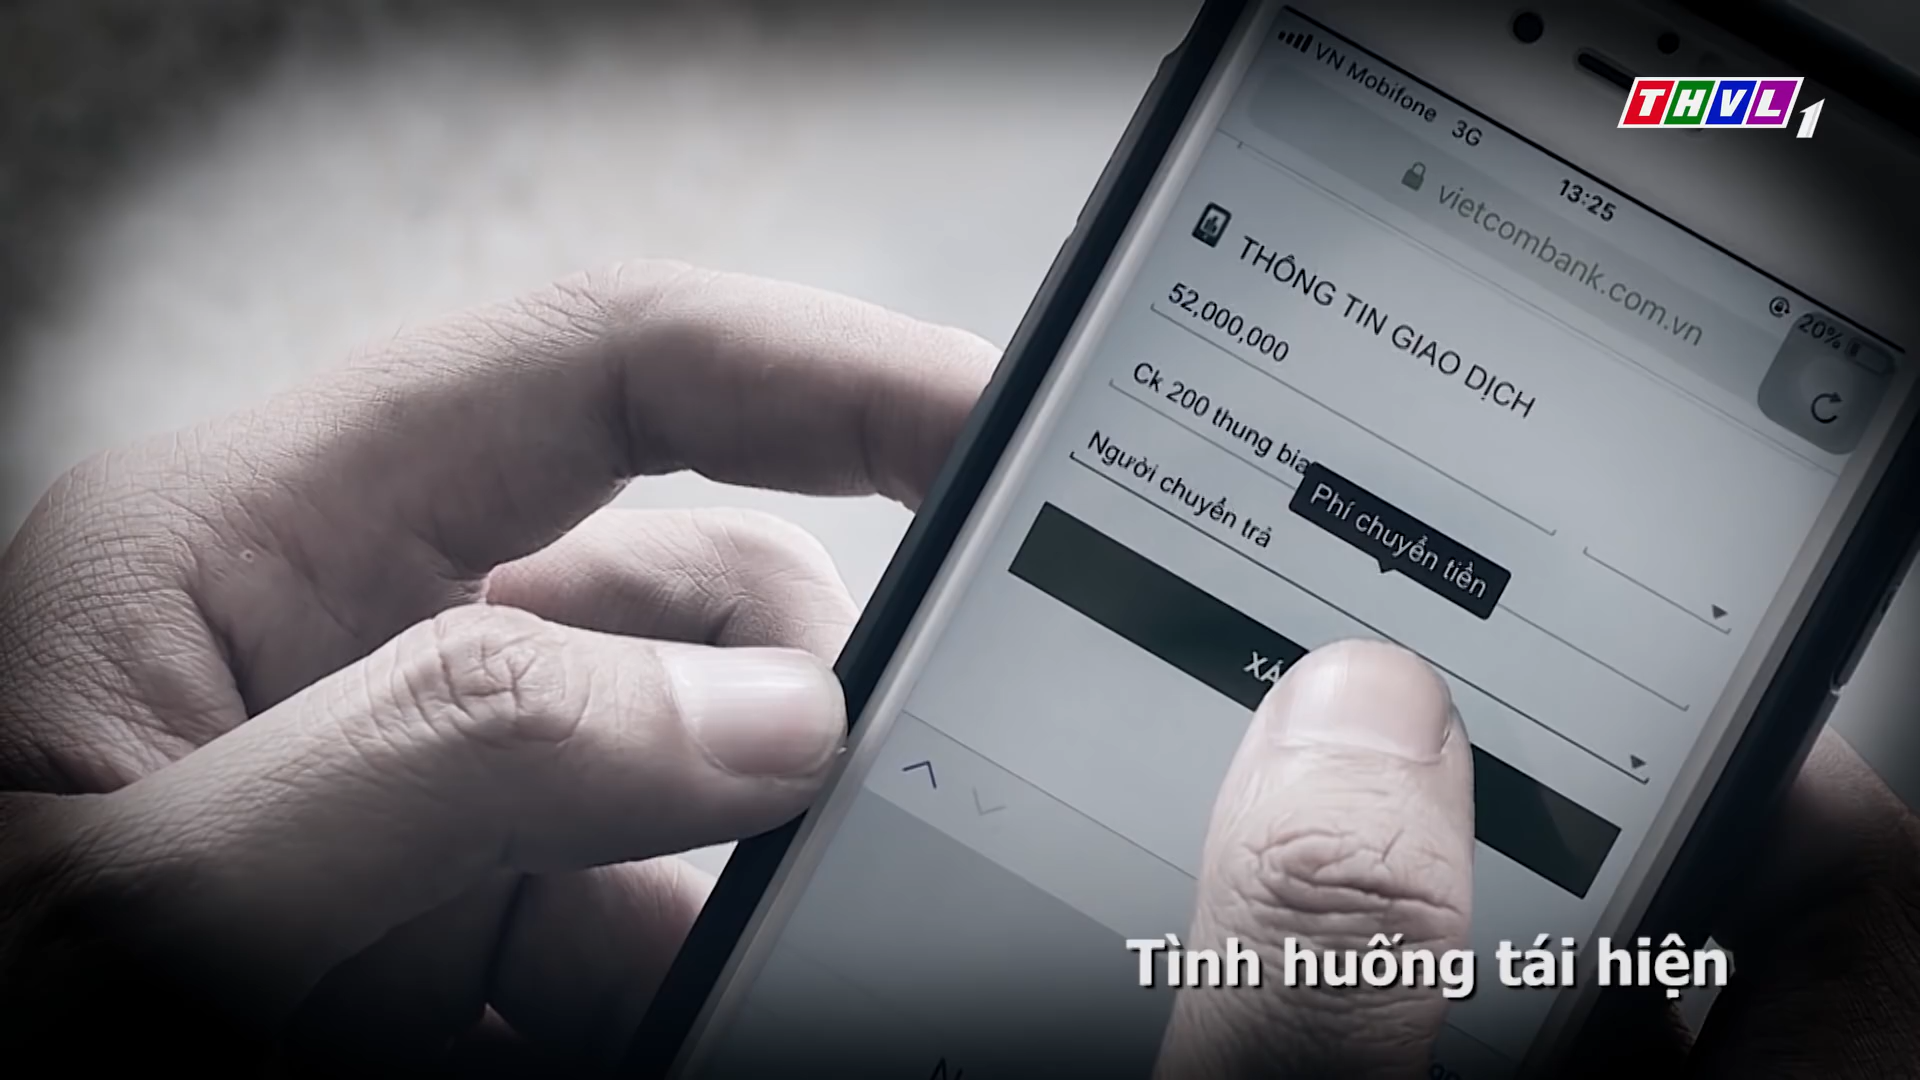 THVL1
VN Mobifone 3G
13:25
20%
vietcombank.com.vn
THÔNG TIN GIAO DỊCH
52,000,000
Ck 200 thung bia
Phí chuyển tiền
Người chuyển trả
Tình huống tái hiện